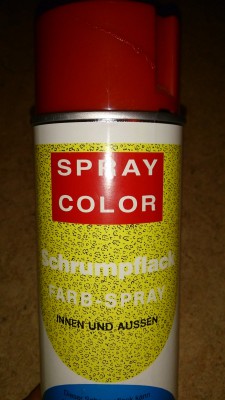 SPRAY
COLOR
Schrumpflack
FARB-SPRAY
INNEN UND AUSSEN